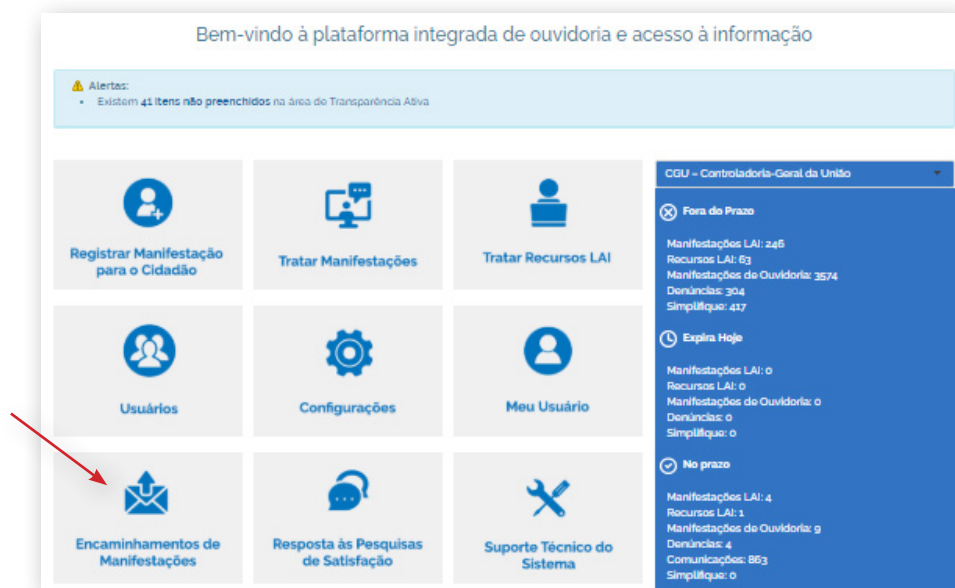 Bem-vindo à plataforma integrada de ouvidoria e acesso à informação
Alertas:
• Existem 41 itens não preenchidos na área de Transparência Ativa
Registrar Manifestação
para o Cidadão
Tratar Manifestações
Tratar Recursos LAI
Usuários
Configurações
Meu Usuário
Encaminhamentos de
Manifestações
Resposta às Pesquisas
de Satisfação
Suporte Técnico do
Sistema
CGU – Controladoria-Geral da União
Fora do Prazo
Manifestações LAI: 246
Recursos LAI: 63
Manifestações de Ouvidoria: 3574
Denúncias: 304
Simplifique: 417
Expira Hoje
Manifestações LAI: 0
Recursos LAI: 0
Manifestações de Ouvidoria: 0
Denúncias: 0
Simplifique: 0
No prazo
Manifestações LAI: 4
Recursos LAI: 1
Manifestações de Ouvidoria: 9
Denúncias: 4
Comunicações: 863
Simplifique: 0